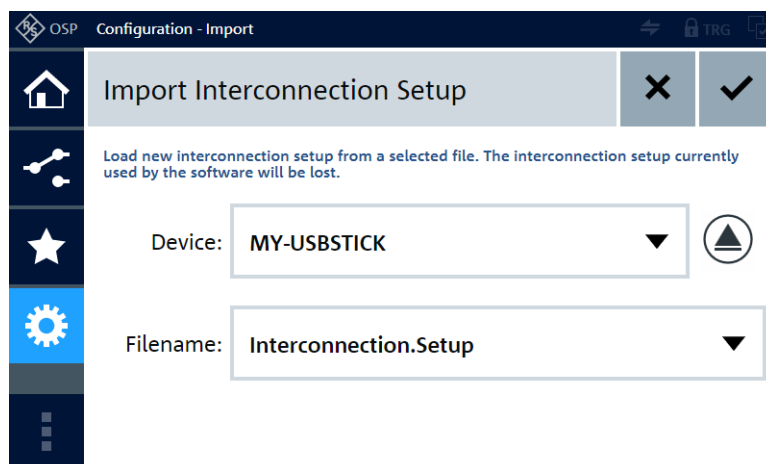 R&S OSP Configuration - Import TRG
Import Interconnection Setup
Load new interconnection setup from a selected file. The interconnection setup currently
used by the software will be lost.
Device: MY-USBSTICK
Filename: Interconnection.Setup